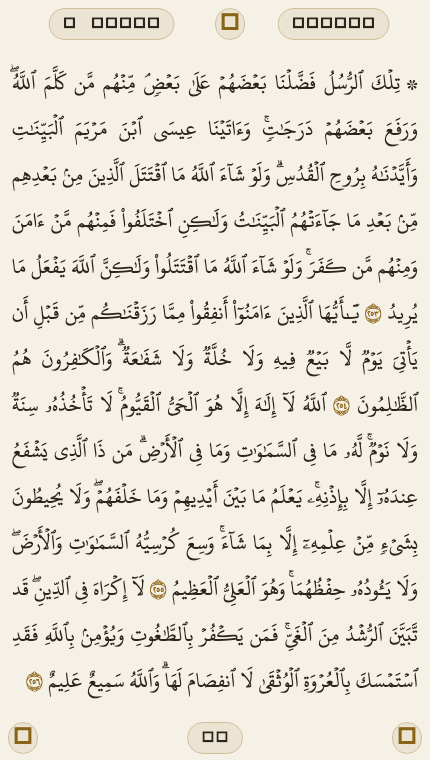 ۞ تِلْكَ ٱلرُّسُلُ فَضَّلْنَا بَعْضَهُمْ عَلَىٰ بَعْضٍ ۘ مِّنْهُم مَّن كَلَّمَ ٱللَّهُ ۖ
وَرَفَعَ بَعْضَهُمْ دَرَجَـٰتٍ ۚ وَءَاتَيْنَا عِيسَى ٱبْنَ مَرْيَمَ ٱلْبَيِّنَـٰتِ
وَأَيَّدْنَـٰهُ بِرُوحِ ٱلْقُدُسِ ۗ وَلَوْ شَآءَ ٱللَّهُ مَا ٱقْتَتَلَ ٱلَّذِينَ مِنۢ بَعْدِهِم
مِّنۢ بَعْدِ مَا جَآءَتْهُمُ ٱلْبَيِّنَـٰتُ وَلَـٰكِنِ ٱخْتَلَفُوا۟ فَمِنْهُم مَّنْ ءَامَنَ
وَمِنْهُم مَّن كَفَرَ ۚ وَلَوْ شَآءَ ٱللَّهُ مَا ٱقْتَتَلُوا۟ وَلَـٰكِنَّ ٱللَّهَ يَفْعَلُ مَا
يُرِيدُ ٢٥٣ يَـٰٓأَيُّهَا ٱلَّذِينَ ءَامَنُوٓا۟ أَنفِقُوا۟ مِمَّا رَزَقْنَـٰكُم مِّن قَبْلِ أَن
يَأْتِىَ يَوْمٌ لَّا بَيْعٌ فِيهِ وَلَا خُلَّةٌ وَلَا شَفَـٰعَةٌ ۗ وَٱلْكَـٰفِرُونَ هُمُ
ٱلظَّـٰلِمُونَ ٢٥٤ ٱللَّهُ لَآ إِلَـٰهَ إِلَّا هُوَ ٱلْحَىُّ ٱلْقَيُّومُ ۚ لَا تَأْخُذُهُۥ سِنَةٌ
وَلَا نَوْمٌ ۚ لَّهُۥ مَا فِى ٱلسَّمَـٰوَٰتِ وَمَا فِى ٱلْأَرْضِ ۗ مَن ذَا ٱلَّذِى يَشْفَعُ
عِندَهُۥٓ إِلَّا بِإِذْنِهِۦ ۚ يَعْلَمُ مَا بَيْنَ أَيْدِيهِمْ وَمَا خَلْفَهُمْ ۖ وَلَا يُحِيطُونَ
بِشَىْءٍ مِّنْ عِلْمِهِۦٓ إِلَّا بِمَا شَآءَ ۚ وَسِعَ كُرْسِيُّهُ ٱلسَّمَـٰوَٰتِ وَٱلْأَرْضَ ۖ
وَلَا يَـُٔودُهُۥ حِفْظُهُمَا ۚ وَهُوَ ٱلْعَلِىُّ ٱلْعَظِيمُ ٢٥٥ لَآ إِكْرَاهَ فِى ٱلدِّينِ ۖ قَد
تَّبَيَّنَ ٱلرُّشْدُ مِنَ ٱلْغَىِّ ۚ فَمَن يَكْفُرْ بِٱلطَّـٰغُوتِ وَيُؤْمِنۢ بِٱللَّهِ فَقَدِ
ٱسْتَمْسَكَ بِٱلْعُرْوَةِ ٱلْوُثْقَىٰ لَا ٱنفِصَامَ لَهَا ۗ وَٱللَّهُ سَمِيعٌ عَلِيمٌ ٢٥٦